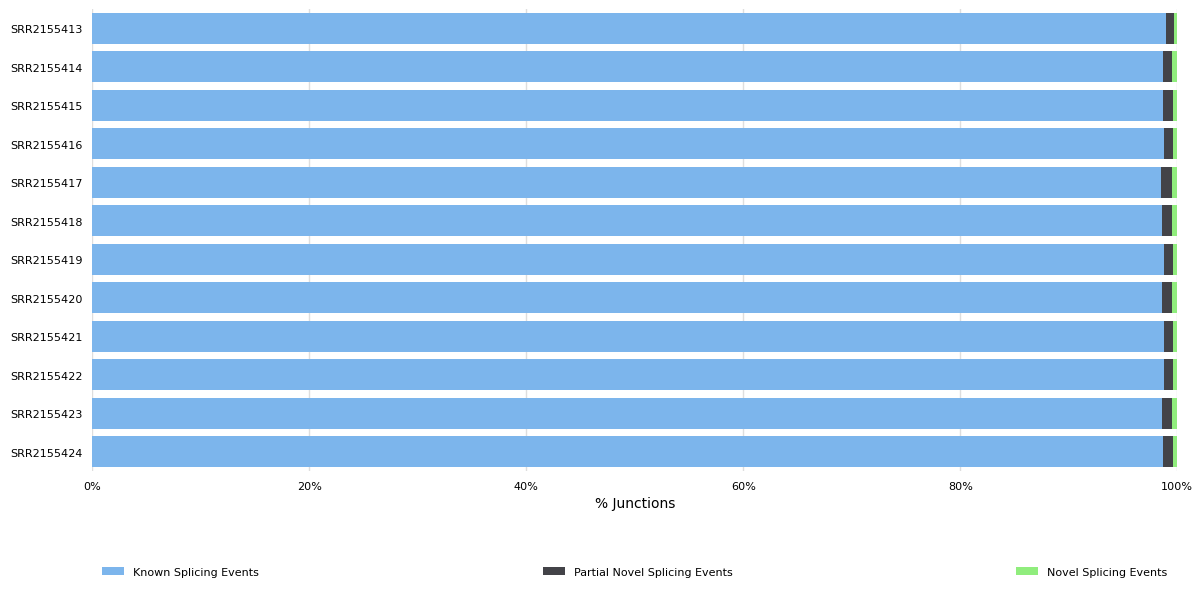 SRR2155413
SRR2155414
SRR2155415
SRR2155416
SRR2155417
SRR2155418
SRR2155419
SRR2155420
SRR2155421
SRR2155422
SRR2155423
SRR2155424
0% 20% 40% 60% 80% 100%
% Junctions
Known Splicing Events Partial Novel Splicing Events Novel Splicing Events